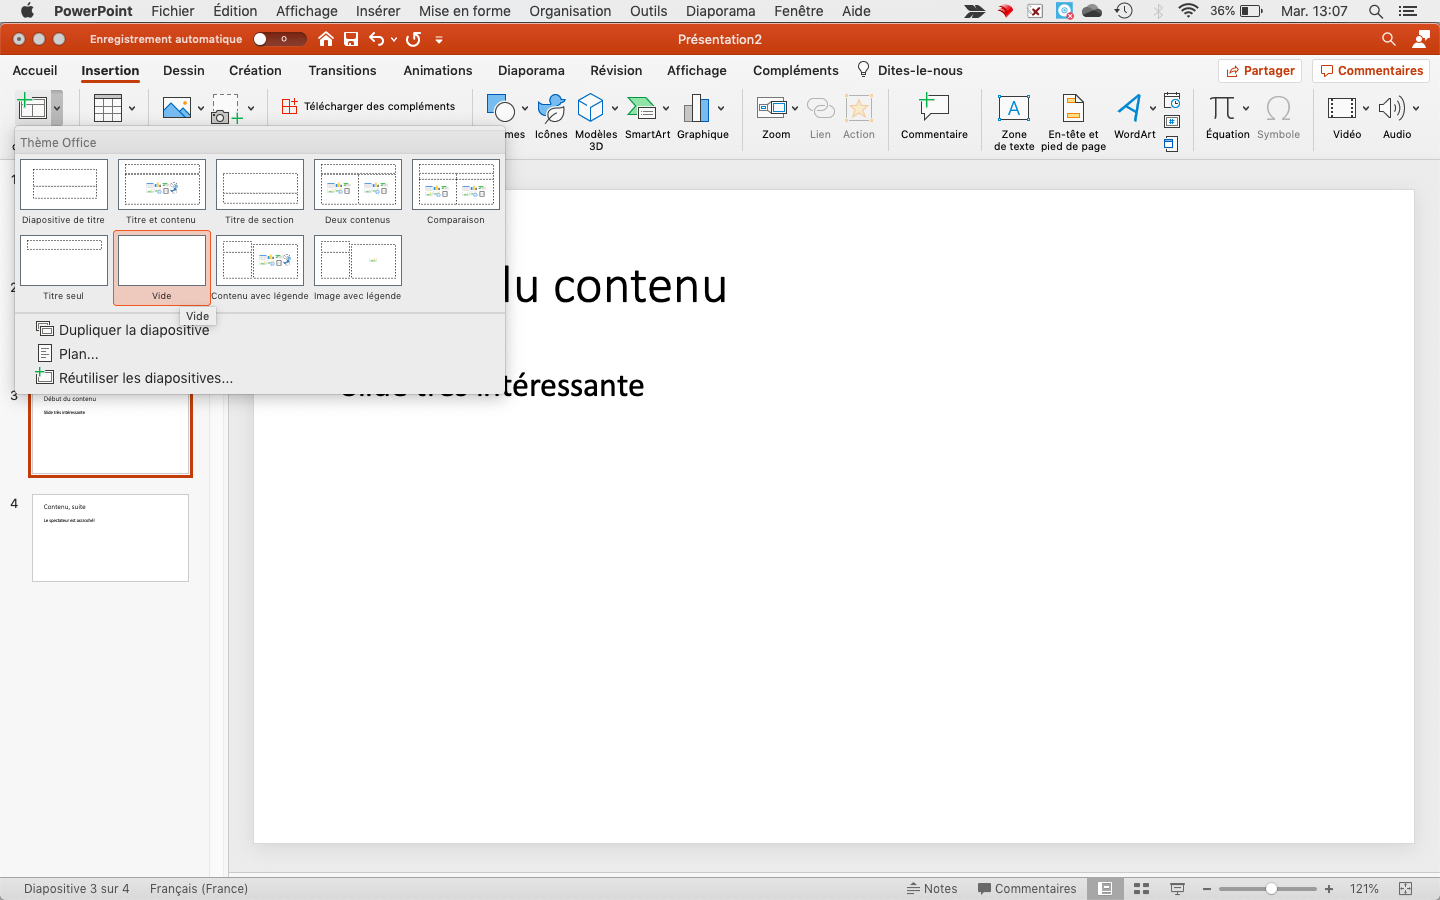 PowerPoint Fichier Édition Affichage Insérer Mise en forme Organisation Outils Diaporama Fenêtre Aide 36% Mar. 13:07
Enregistrement automatique Présentation2
Accueil Insertion Dessin Création Transitions Animations Diaporama Révision Affichage Compléments Dites-le-nous Partager Commentaires
Télécharger des compléments
mes Icônes Modèles 3D SmartArt Graphique Zoom Lien Action Commentaire Zone de texte En-tête et pied de page WordArt Équation Symbole Vidéo Audio
Thème Office
Diapositive de titre Titre et contenu Titre de section Deux contenus Comparaison
Titre seul Vide Contenu avec légende Image avec légende
Vide
Dupliquer la diapositive
Plan...
Réutiliser les diapositives...
1
2
3
Début du contenu
Slide très intéressante
4
Contenu, suite
Le spectateur est accroché!
du contenu
Slide très intéressante
Diapositive 3 sur 4 Français (France) Notes Commentaires 121%